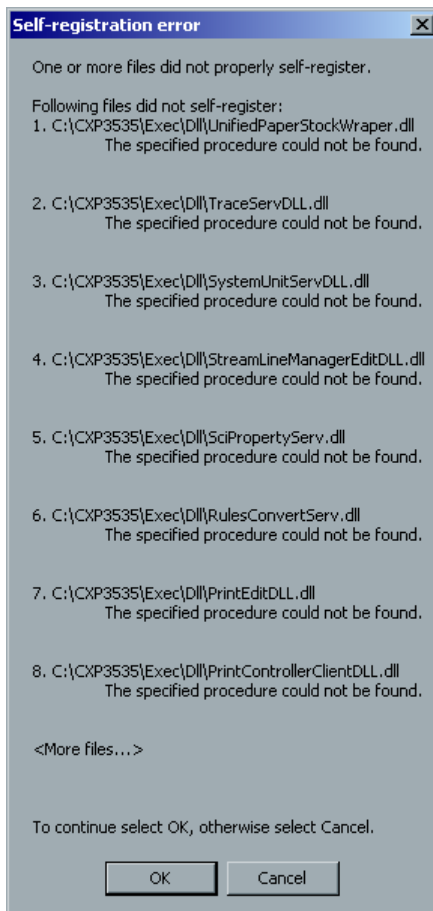 Self-registration error
One or more files did not properly self-register.
Following files did not self-register:
1. C:\CXP3535\Exec\Dll\UnifiedPaperStockWraper.dll
The specified procedure could not be found.
2. C:\CXP3535\Exec\Dll\TraceServDLL.dll
The specified procedure could not be found.
3. C:\CXP3535\Exec\Dll\SystemUnitServDLL.dll
The specified procedure could not be found.
4. C:\CXP3535\Exec\Dll\StreamLineManagerEditDLL.dll
The specified procedure could not be found.
5. C:\CXP3535\Exec\Dll\SciPropertyServ.dll
The specified procedure could not be found.
6. C:\CXP3535\Exec\Dll\RulesConvertServ.dll
The specified procedure could not be found.
7. C:\CXP3535\Exec\Dll\PrintEditDLL.dll
The specified procedure could not be found.
8. C:\CXP3535\Exec\Dll\PrintControllerClientDLL.dll
The specified procedure could not be found.
<More files...>
To continue select OK, otherwise select Cancel.
OK Cancel